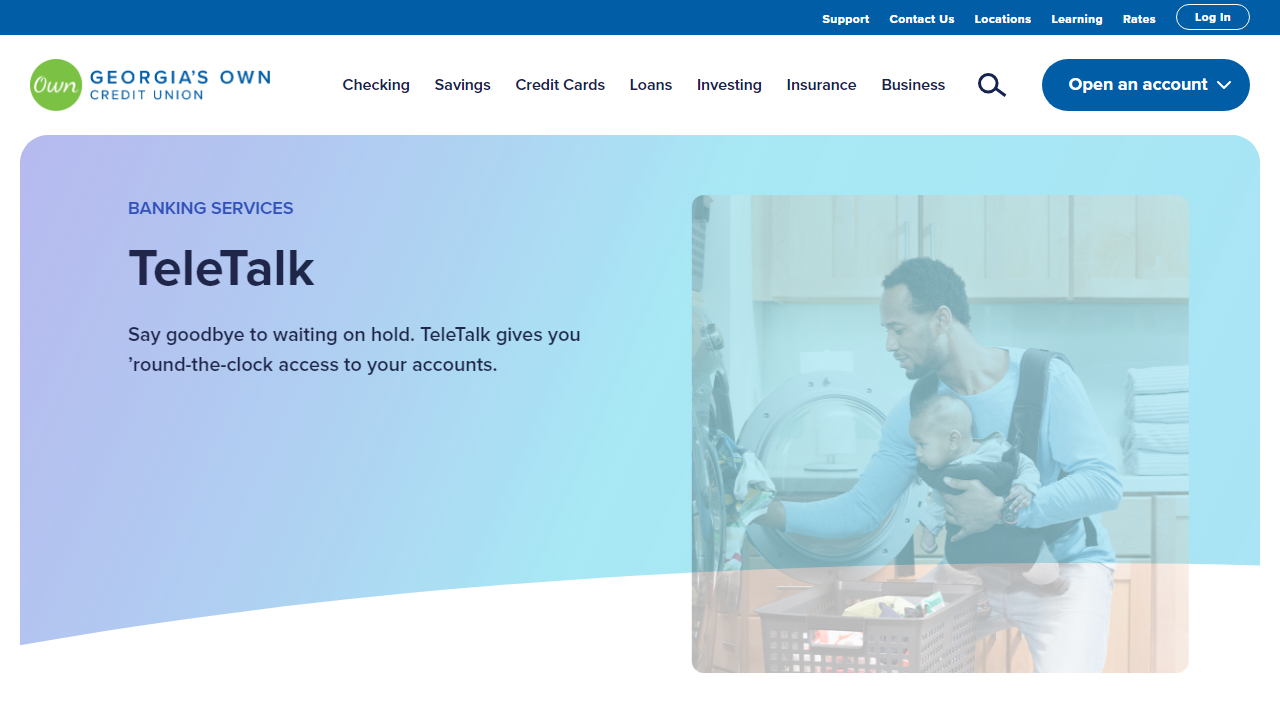 Support Contact Us Locations Learning Rates Log In
Own GEORGIA'S OWN
CREDIT UNION
Checking Savings Credit Cards Loans Investing Insurance Business Open an account
BANKING SERVICES
TeleTalk
Say goodbye to waiting on hold. TeleTalk gives you
’round-the-clock access to your accounts.